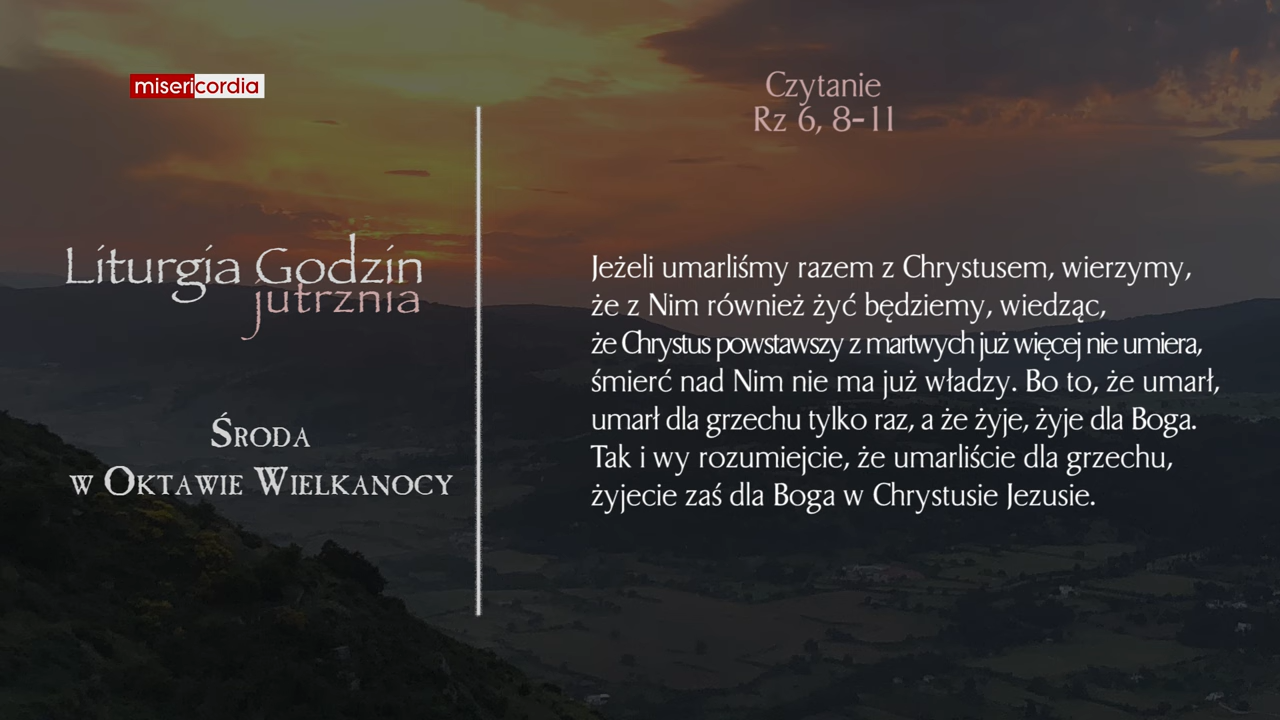 misericordia
Liturgia Godzin
jutrznia
Środa
w Oktawie Wielkanocy
Czytanie
Rz 6, 8-11
Jeżeli umarliśmy razem z Chrystusem, wierzymy,
że z Nim również żyć będziemy, wiedząc,
że Chrystus powstawszy z martwych już więcej nie umiera,
śmierć nad Nim nie ma już władzy. Bo to, że umarł,
umarł dla grzechu tylko raz, a że żyje, żyje dla Boga.
Tak i wy rozumiejcie, że umarliście dla grzechu,
żyjecie zaś dla Boga w Chrystusie Jezusie.